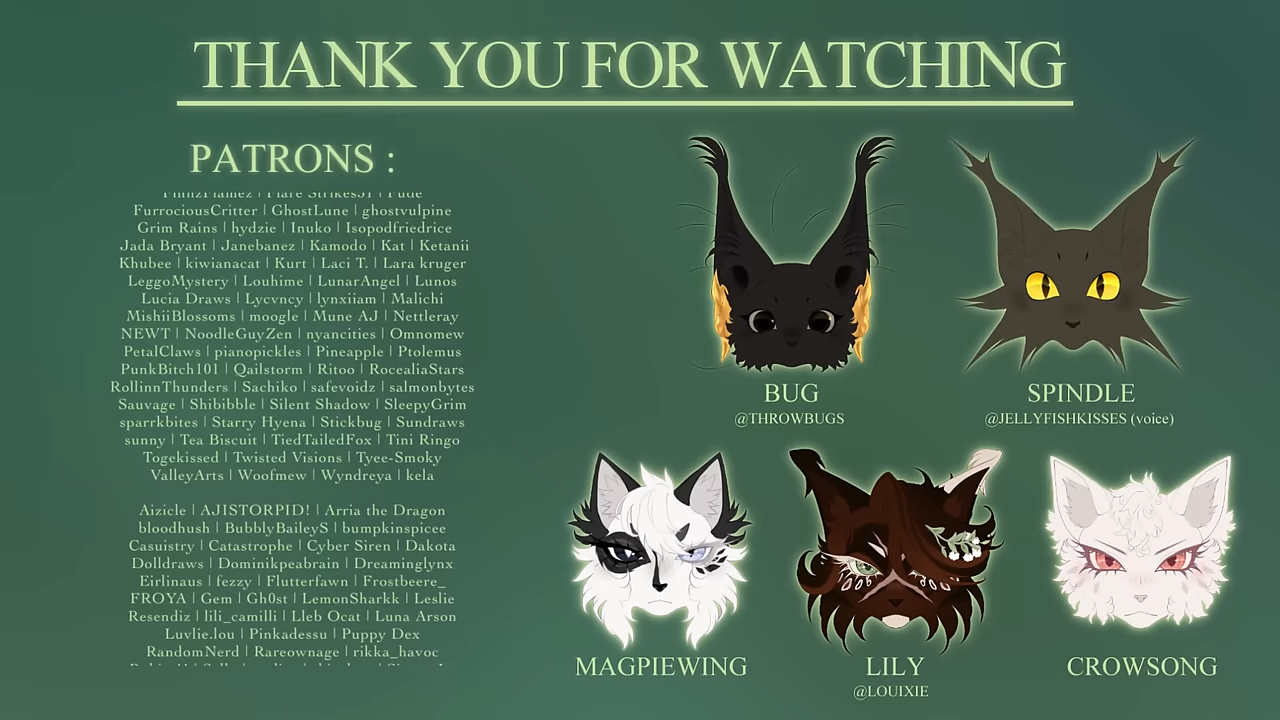 THANK YOU FOR WATCHING
PATRONS :
FurrociousCritter | GhostLune | ghostvulpine
Grim Rains | hydzie | Inuko | Isopodfriedrice
Jada Bryant | Janebanez | Kamodo | Kat | Ketanii
Khubee | kiwianacat | Kurt | Laci T. | Lara kruger
LeggoMystery | Louhime | LunarAngel | Lunos
Lucia Draws | Lycvncy | lynxiiam | Malichi
MishiiBlossoms | moogle | Mune AJ | Nettleray
NEWT | NoodleGuyZen | nyancities | Omnomew
PetalClaws | pianopickles | Pineapple | Ptolemus
PunkBitch101 | Qailstorm | Ritoo | RocealiaStars
RollinnThunders | Sachiko | safevoidz | salmonbytes
Sauvage | Shibibble | Silent Shadow | SleepyGrim
sparrkbites | Starry Hyena | Stickbug | Sundraws
sunny | Tea Biscuit | TiedTailedFox | Tini Ringo
Togekissed | Twisted Visions | Tyee-Smoky
ValleyArts | Woofmew | Wyndreya | kela
Aizicle | AJISTORPID! | Arria the Dragon
bloodhush | BubblyBaileyS | bumpkinspicee
Casuistry | Catastrophe | Cyber Siren | Dakota
Dolldraws | Dominikpeabrain | Dreaminglynx
Eirlinaus | fezzy | Flutterfawn | Frostbeere_
FROYA | Gem | Gh0st | LemonSharkk | Leslie
Resendiz | lili_camilli | Lleb Ocat | Luna Arson
Luvlie.lou | Pinkadessu | Puppy Dex
RandomNerd | Rareownage | rikka_havoc
BUG
@THROWBUGS
SPINDLE
@JELLYFISHKISSES (voice)
MAGPIEWING
LILY
@LOUIXIE
CROWSONG